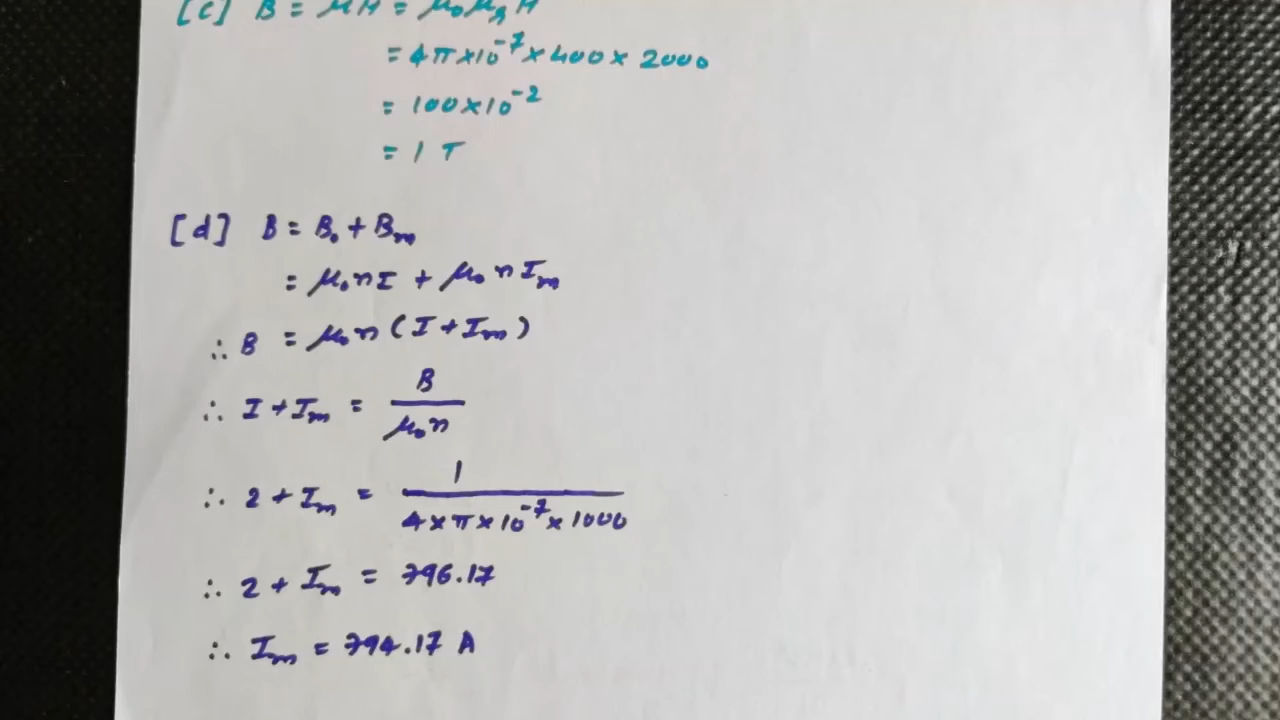 [c] B = μH = μ₀μᵣH
= 4π×10⁻⁷×400×2000
= 100×10⁻²
= 1 T
[d] B = B₀ + Bₘ
= μ₀nI + μ₀nIₘ
∴ B = μ₀n(I+Iₘ)
∴ I+Iₘ = B/μ₀n
∴ 2+Iₘ = 1/4×π×10⁻⁷×1000
∴ 2+Iₘ = 796.17
∴ Iₘ = 794.17 A